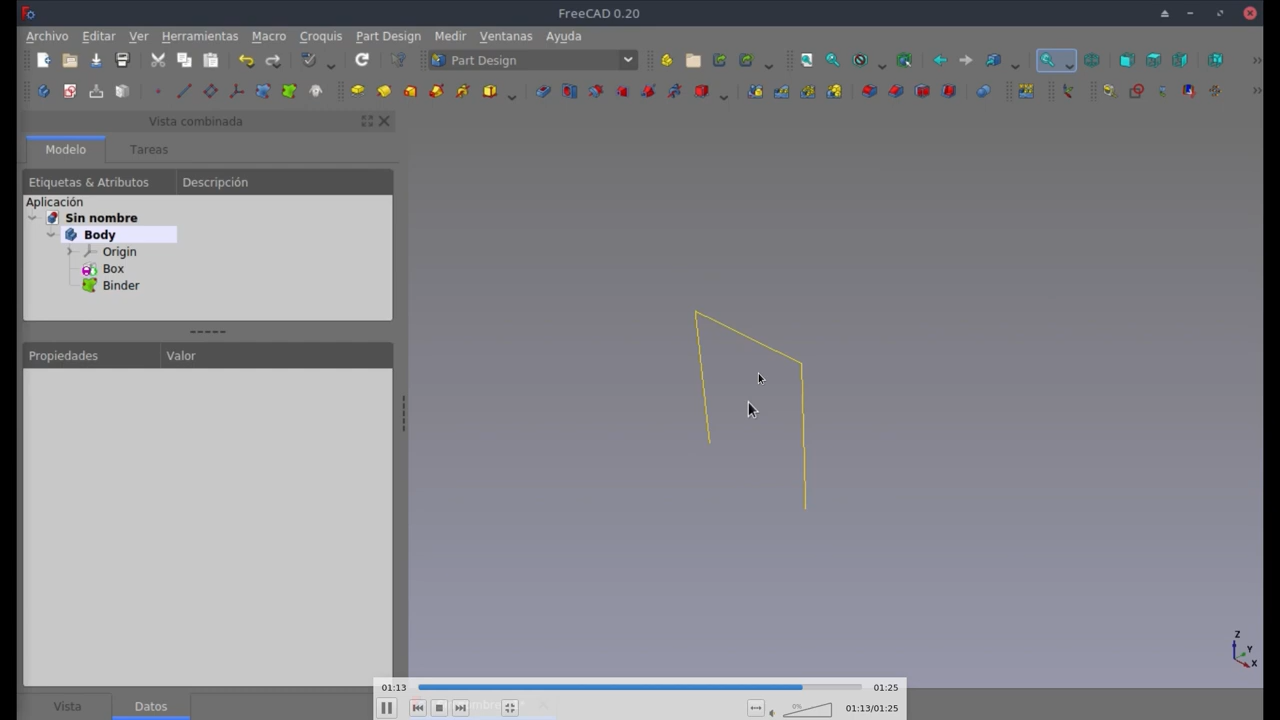 FreeCAD 0.20
Archivo Editar Ver Herramientas Macro Croquis Part Design Medir Ventanas Ayuda
Part Design
Vista combinada
Modelo Tareas
Etiquetas & Atributos Descripción
Aplicación
Sin nombre
Body
Origin
Box
Binder
Propiedades Valor
Z
Y
X
01:13 01:25
Vista Datos
0%
01:13/01:25